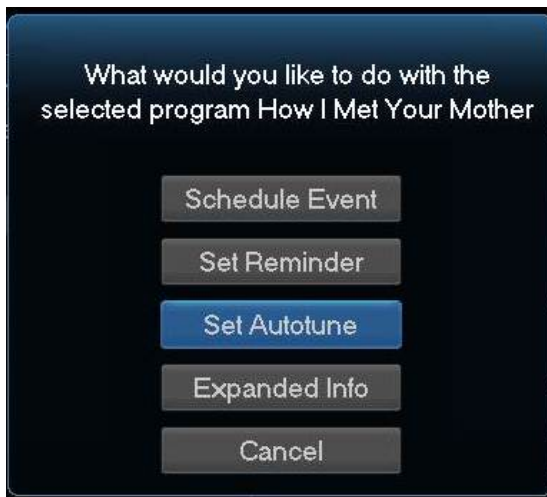 What would you like to do with the
selected program How I Met Your Mother
Schedule Event
Set Reminder
Set Autotune
Expanded Info
Cancel